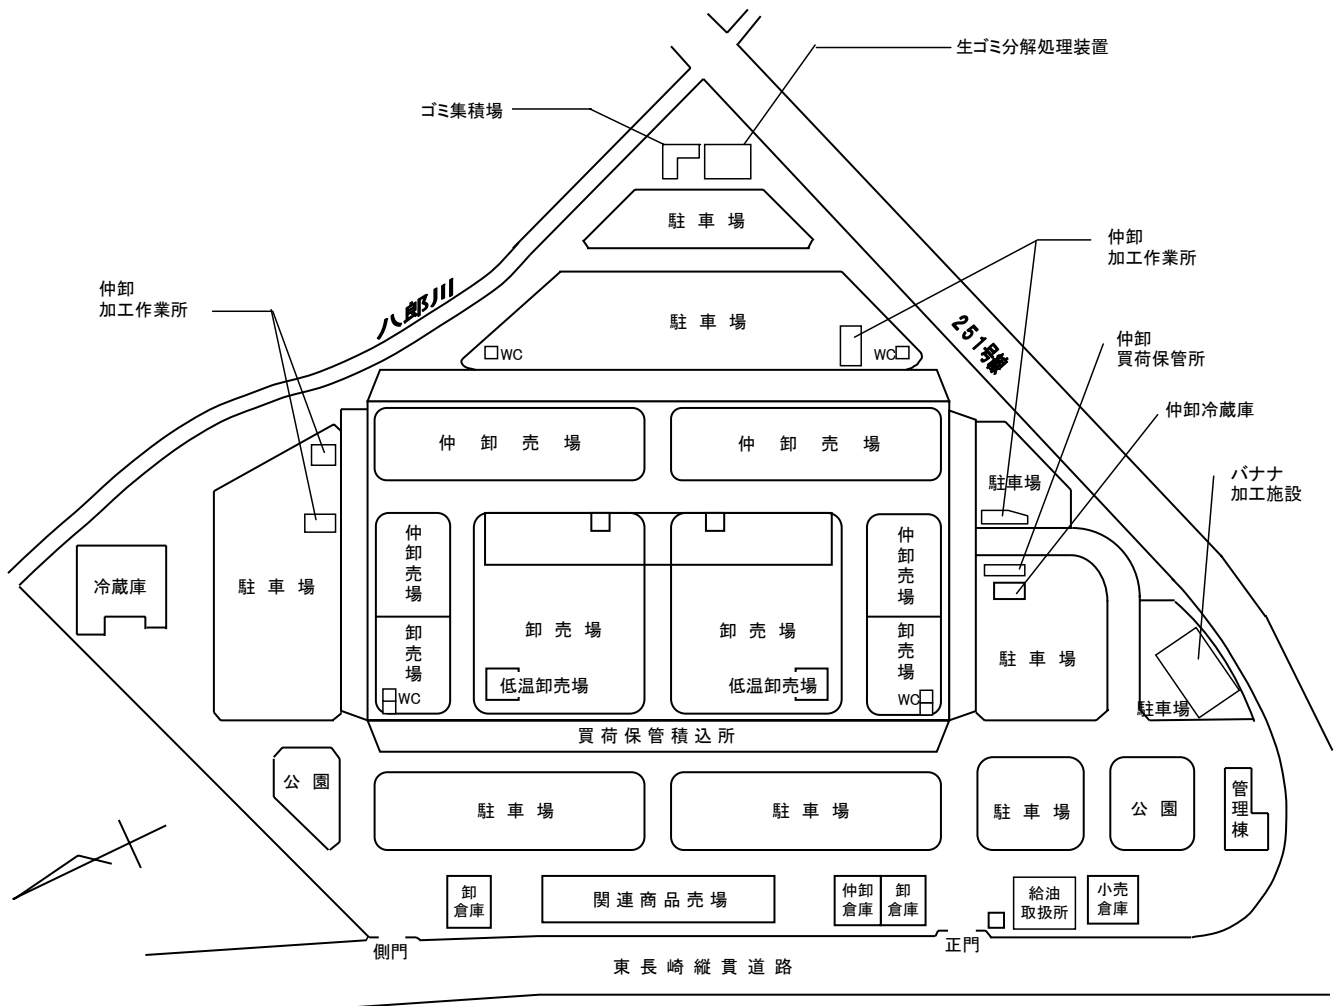 生ゴミ分解処理装置
ゴミ集積場
駐車場
仲卸
加工作業所
仲卸
加工作業所
八郎川
駐車場
251号線
WC
WC
仲卸
買荷保管所
仲卸冷蔵庫
仲卸売場
仲卸売場
バナナ
加工施設
駐車場
仲卸売場
仲卸売場
冷蔵庫
駐車場
卸売場
卸売場
卸売場
卸売場
駐車場
低温卸売場
低温卸売場
WC
WC
駐車場
買荷保管積込所
公園
駐車場
駐車場
駐車場
公園
管理棟
卸
倉庫
関連商品売場
仲卸
倉庫
卸
倉庫
給油
取扱所
小売
倉庫
側門
正門
東長崎縦貫道路